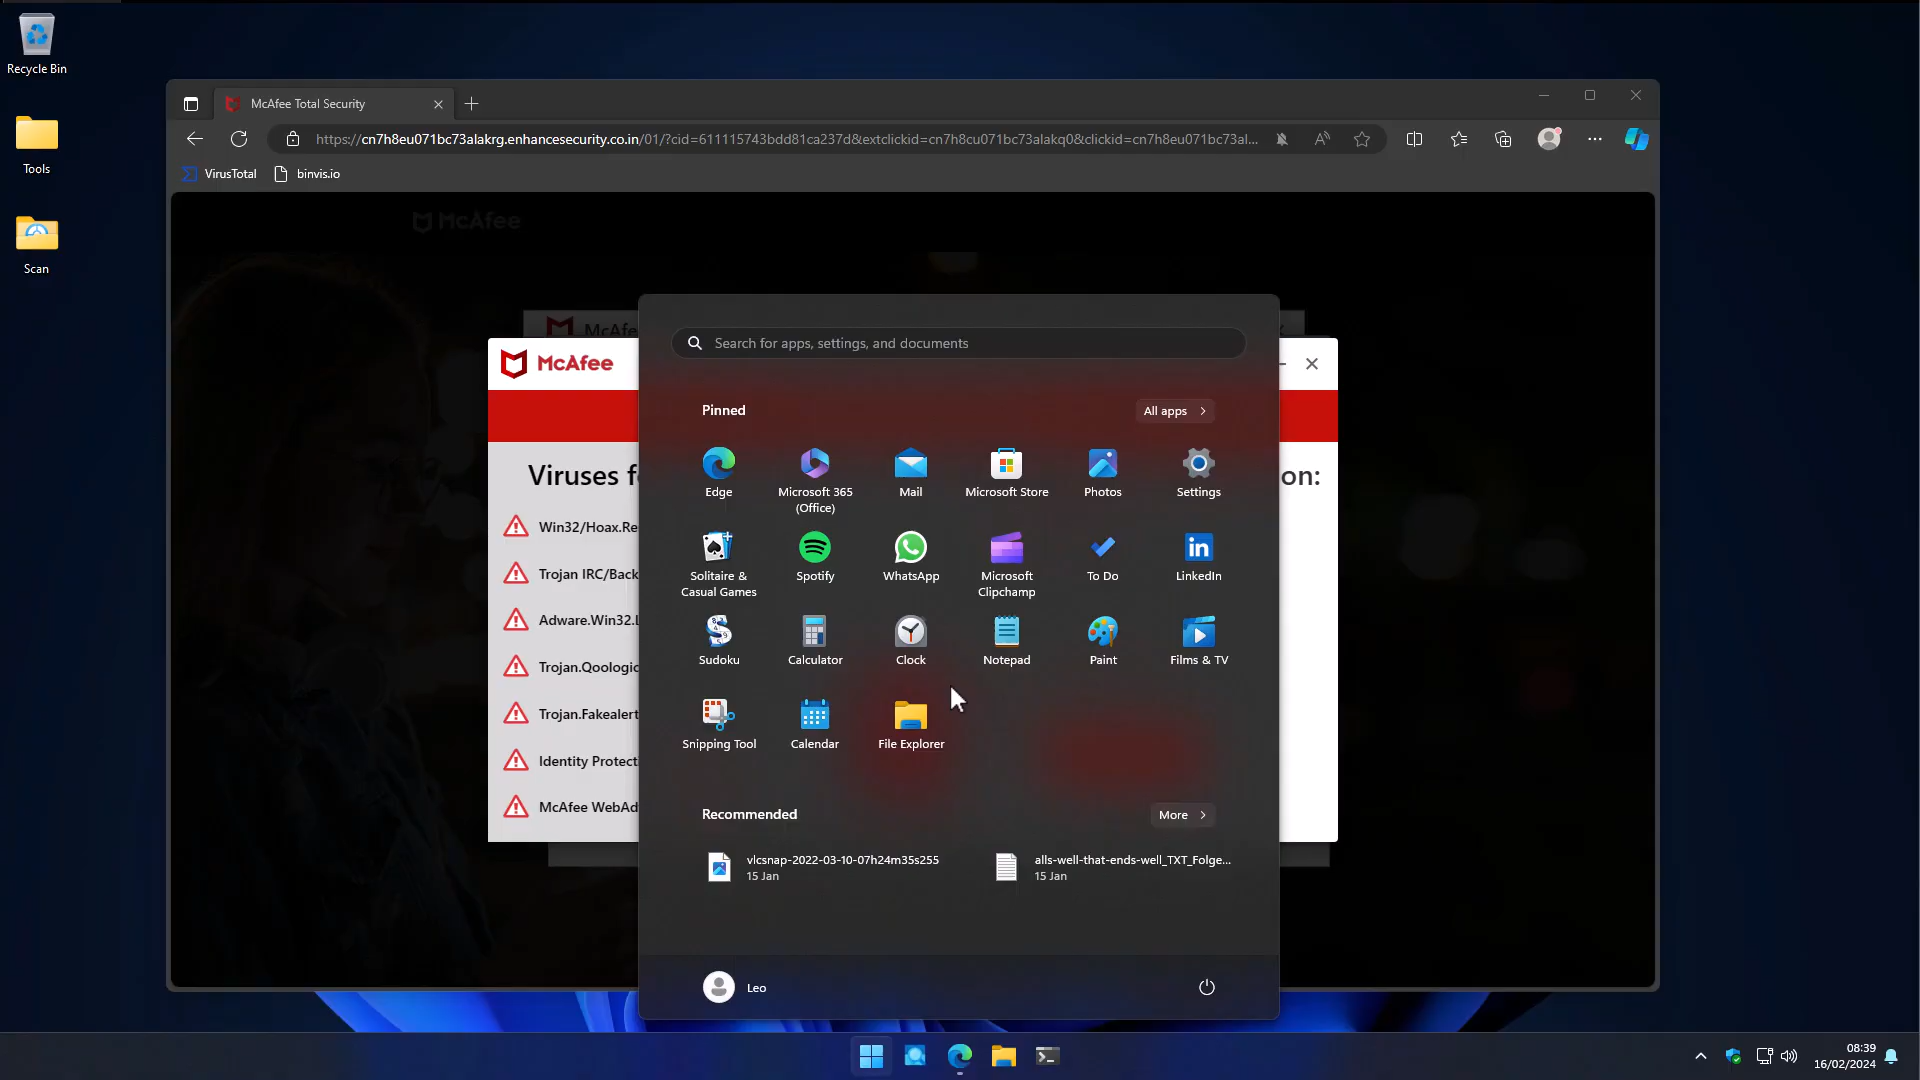 Recycle Bin
Tools
Scan
McAfee Total Security
https://cn7h8eu071bc73alakrg.enhancesecurity.co.in/01/?cid=611115743bdd81ca237d&extclickid=cn7h8cu071bc73alakq0&clickid=cn7h8eu071bc73al...
VirusTotal
binvis.io
McAfee
McAfe
McAfee
Viruses f
on:
Win32/Hoax.Re
Trojan IRC/Back
Adware.Win32.
Trojan.Qoologic
Trojan.Fakealert
Identity Protect
McAfee WebAd
Search for apps, settings, and documents
Pinned
All apps
Edge
Microsoft 365
(Office)
Mail
Microsoft Store
Photos
Settings
Solitaire &
Casual Games
Spotify
WhatsApp
Microsoft
Clipchamp
To Do
LinkedIn
Sudoku
Calculator
Clock
Notepad
Paint
Films & TV
Snipping Tool
Calendar
File Explorer
Recommended
More
vlcsnap-2022-03-10-07h24m35s255
15 Jan
alls-well-that-ends-well_TXT_Folge...
15 Jan
Leo
08:39
16/02/2024